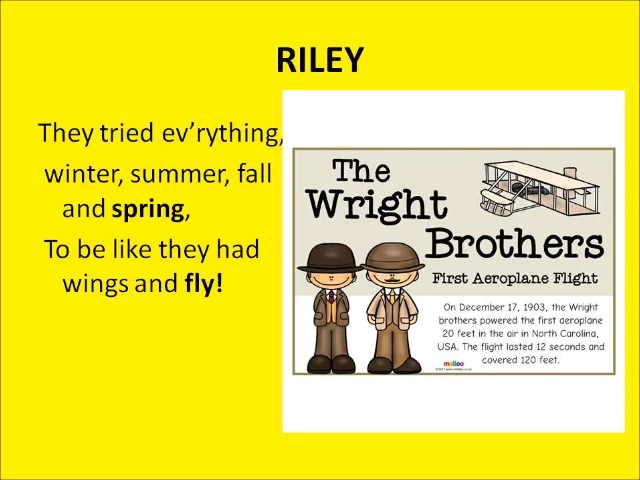 RILEY
They tried ev’rything,
winter, summer, fall
and spring,
To be like they had
wings and fly!
The
Wright
Brothers
First Aeroplane Flight
On December 17, 1903, the Wright
brothers powered the first aeroplane
20 feet in the air in North Carolina,
USA. The flight lasted 12 seconds and
covered 120 feet.